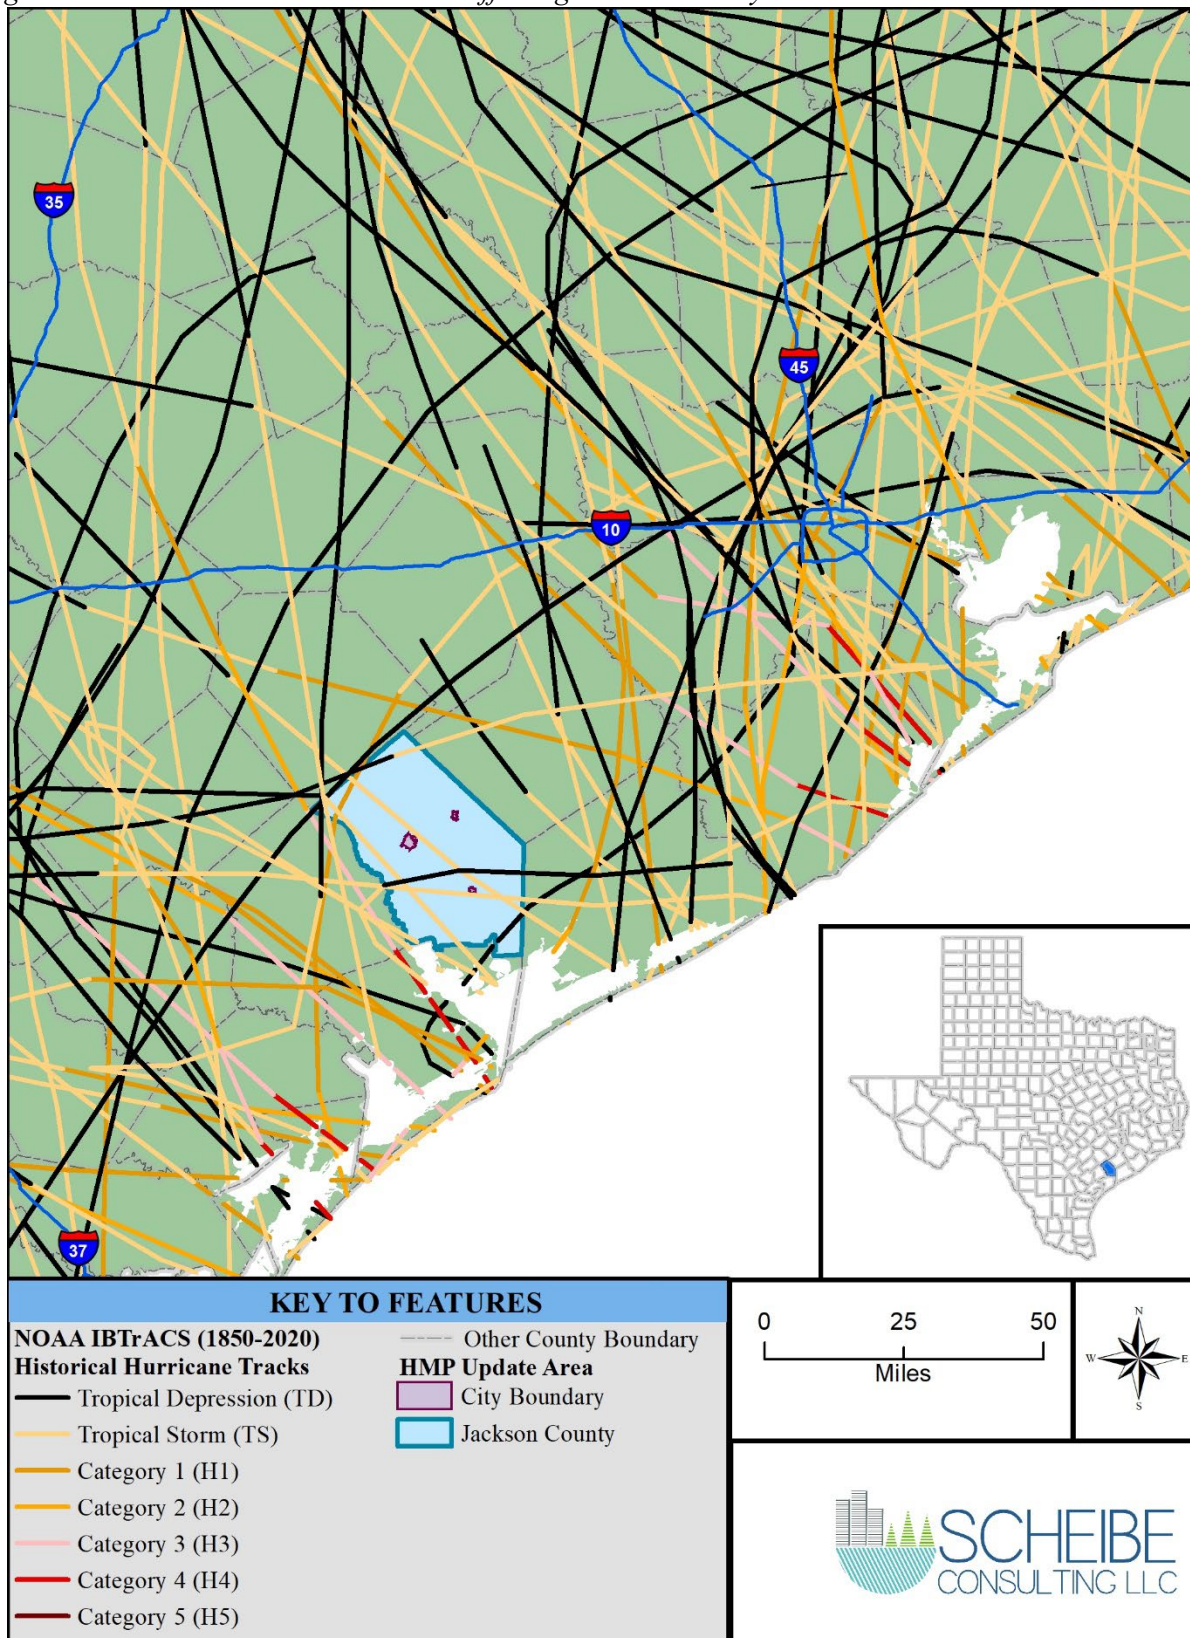 35
45
10
37
KEY TO FEATURES
NOAA IBTrACS (1850-2020)
Historical Hurricane Tracks
Tropical Depression (TD)
Tropical Storm (TS)
Category 1 (H1)
Category 2 (H2)
Category 3 (H3)
Category 4 (H4)
Category 5 (H5)
Other County Boundary
HMP Update Area
City Boundary
Jackson County
0 25 50
Miles
N
W E
S
SCHEIBE
CONSULTING LLC